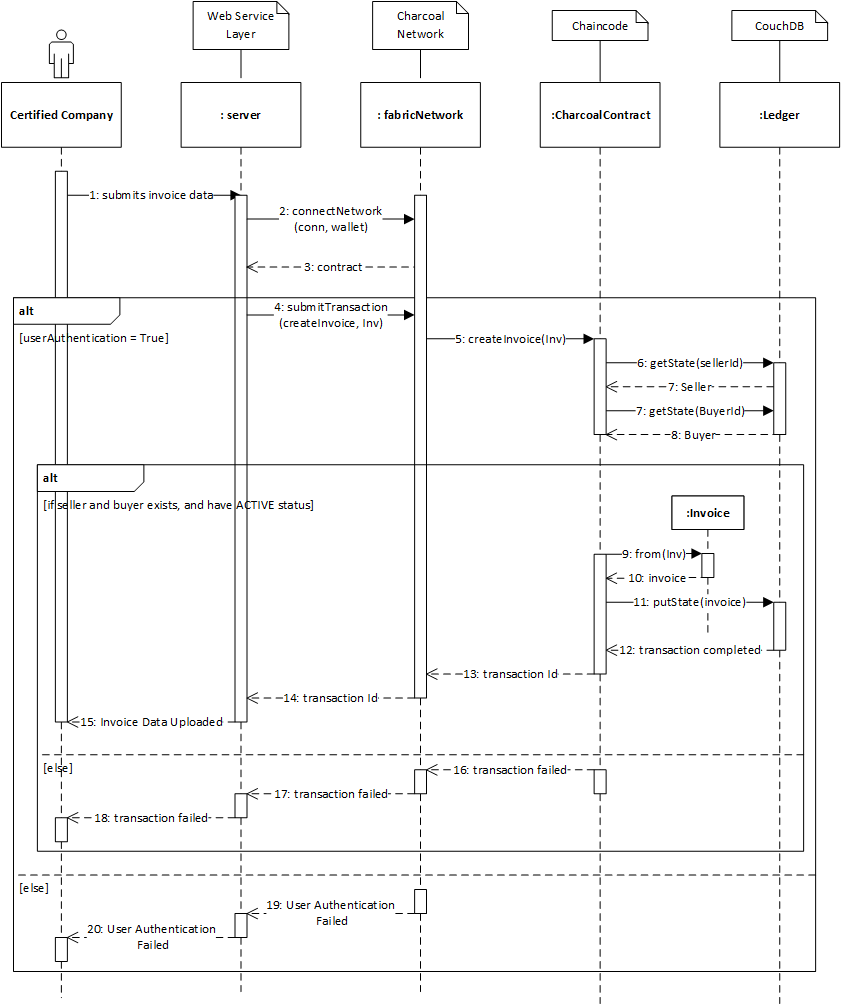 Web Service
Layer
Charcoal
Network
Chaincode
CouchDB
Certified Company
: server
: fabricNetwork
:CharcoalContract
:Ledger
1: submits invoice data
2: connectNetwork
(conn, wallet)
3: contract
alt
4: submitTransaction
(createInvoice, Inv)
[userAuthentication = True]
5: createInvoice(Inv)
6: getState(sellerId)
7: Seller
7: getState(BuyerId)
8: Buyer
alt
[if seller and buyer exists, and have ACTIVE status]
:Invoice
9: from(Inv)
10: invoice
11: putState(invoice)
12: transaction completed
13: transaction Id
14: transaction Id
15: Invoice Data Uploaded
[else]
16: transaction failed
17: transaction failed
18: transaction failed
[else]
19: User Authentication
Failed
20: User Authentication
Failed